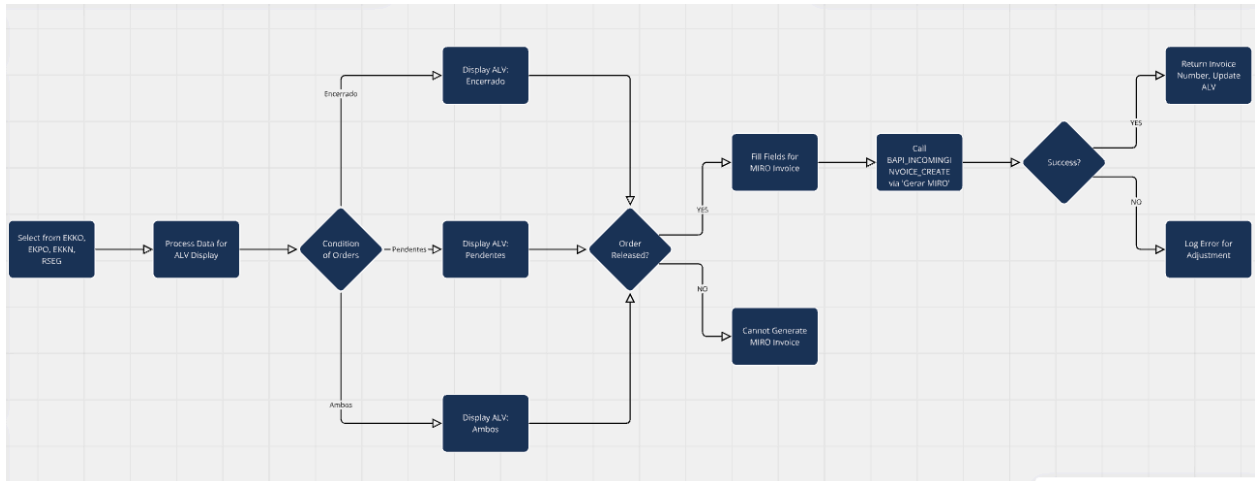 Select from EKKO,
EKPO, EKKN,
RSEG
Process Data for
ALV Display
Condition
of Orders
Encerrado
Display ALV:
Encerrado
Pendentes
Display ALV:
Pendentes
Ambos
Display ALV:
Ambos
Order
Released?
YES
Fill Fields for
MIRO Invoice
NO
Cannot Generate
MIRO Invoice
Call
BAPI_INCOMINGI
NVOICE_CREATE
via 'Gerar MIRO'
Success?
YES
Return Invoice
Number, Update
ALV
NO
Log Error for
Adjustment